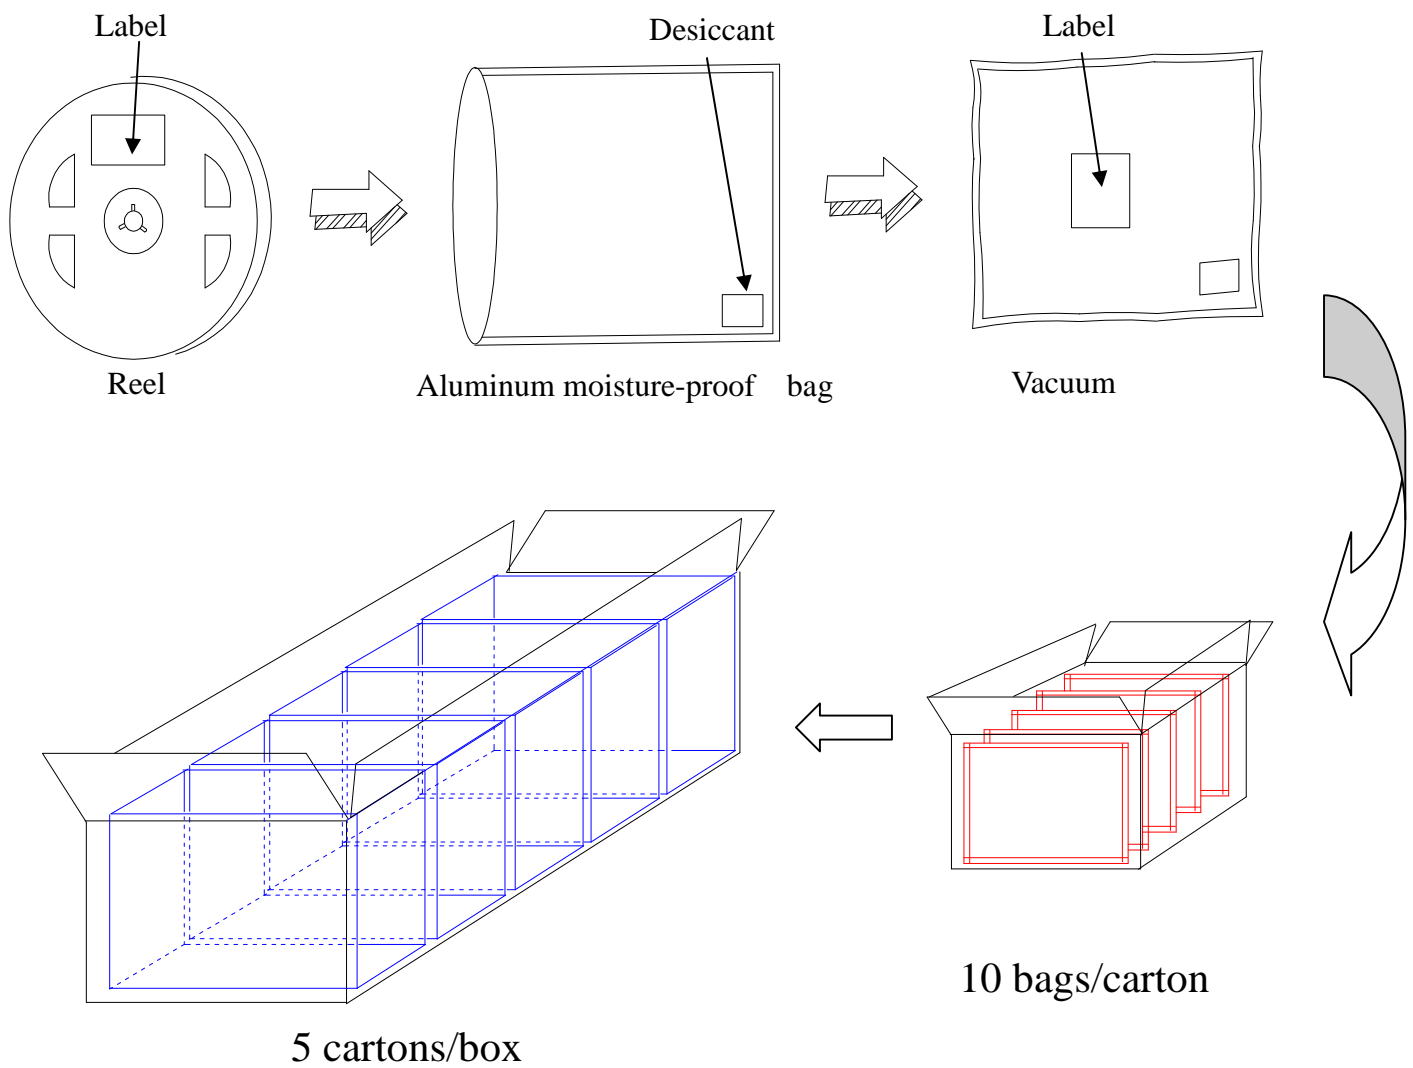 Label
Desiccant
Label
Reel
Aluminum moisture-proof bag
Vacuum
10 bags/carton
5 cartons/box